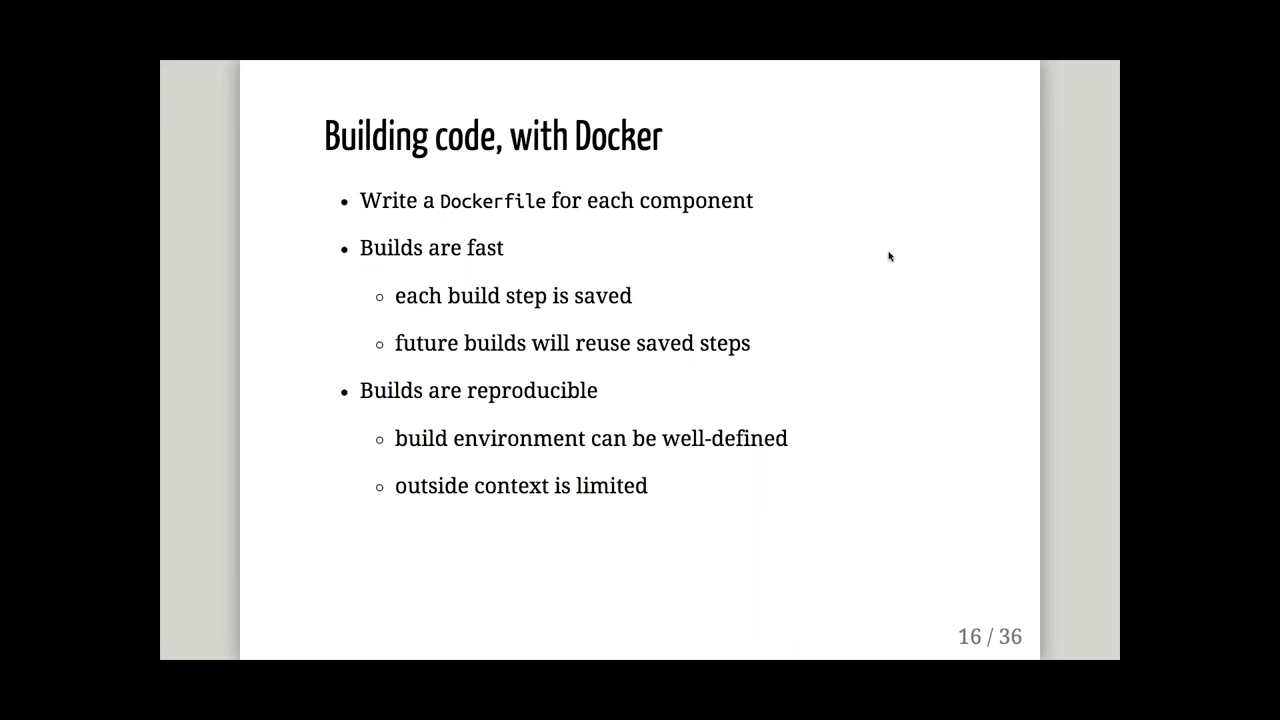 Building code, with Docker
• Write a Dockerfile for each component
• Builds are fast
◦ each build step is saved
◦ future builds will reuse saved steps
• Builds are reproducible
◦ build environment can be well-defined
◦ outside context is limited
16 / 36